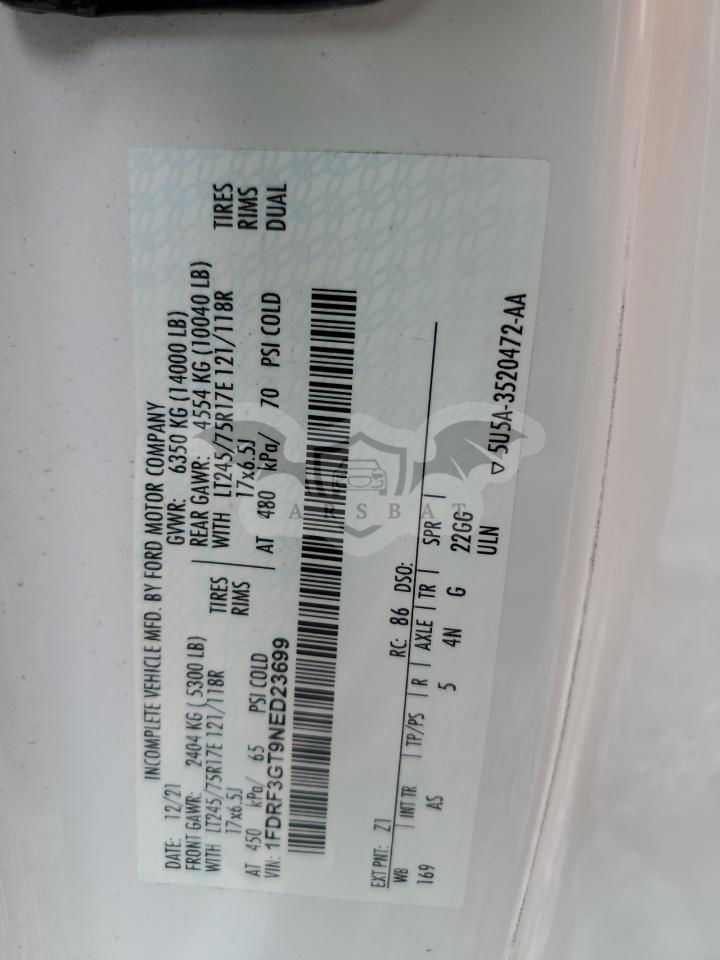 INCOMPLETE VEHICLE MFD. BY FORD MOTOR COMPANY
DATE: 12/21 GVWR: 6350 KG (14000 LB)
FRONT GAWR: 2404 KG ( 5300 LB) REAR GAWR: 4554 KG (10040 LB)
WITH LT245/75R17E 121/118R TIRES WITH LT245/75R17E 121/118R TIRES
17x6.5J RIMS 17x6.5J RIMS
AT 450 kPa/ 65 PSI COLD AT 480 kPa/ 70 PSI COLD DUAL
VIN: 1FDRF3GT9NED23699
EXT PNT: Z1 RC: 86 DSO:
WB INT TR TP/PS R AXLE TR SPR
169 AS 5 4N G 22GG
ULN
5U5A-3520472-AA
ARSBAT